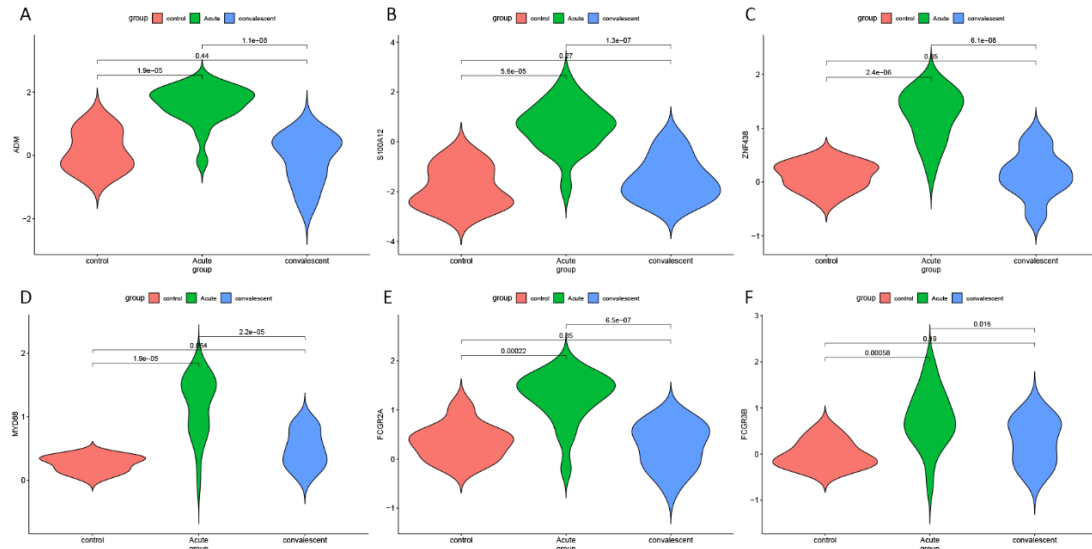 A
group control Acute convalescent
1.1e-06
0.44
1.9e-05
2
0
-2
ADM
control Acute convalescent
group
B
group control Acute convalescent
1.3e-07
5.6e-05
4
2
0
-2
-4
S100A12
control Acute convalescent
group
C
group control Acute convalescent
6.1e-08
2.4e-06
2
1
0
-1
ZNF438
control Acute convalescent
group
D
group control Acute convalescent
2.2e-05
1.9e-05
2
1
0
MYD88
control Acute convalescent
group
E
group control Acute convalescent
6.5e-07
0.00022
2
1
0
-1
FCGR2A
control Acute convalescent
group
F
group control Acute convalescent
0.016
0.00058
3
2
1
0
-1
FCGR3B
control Acute convalescent
group